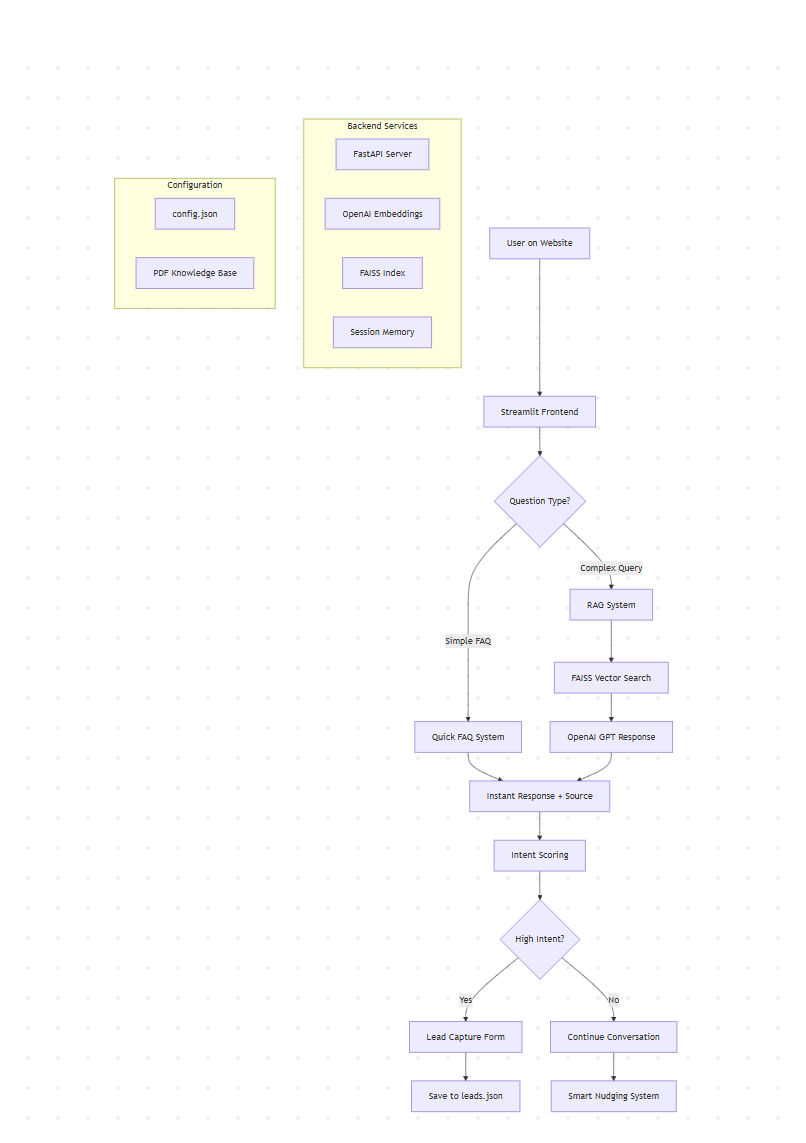 Backend Services
FastAPI Server
OpenAI Embeddings
FAISS Index
Session Memory
Configuration
config.json
PDF Knowledge Base
User on Website
Streamlit Frontend
Question Type?
Complex Query
RAG System
Simple FAQ
FAISS Vector Search
Quick FAQ System
OpenAI GPT Response
Instant Response + Source
Intent Scoring
High Intent?
Yes
No
Lead Capture Form
Continue Conversation
Save to leads.json
Smart Nudging System